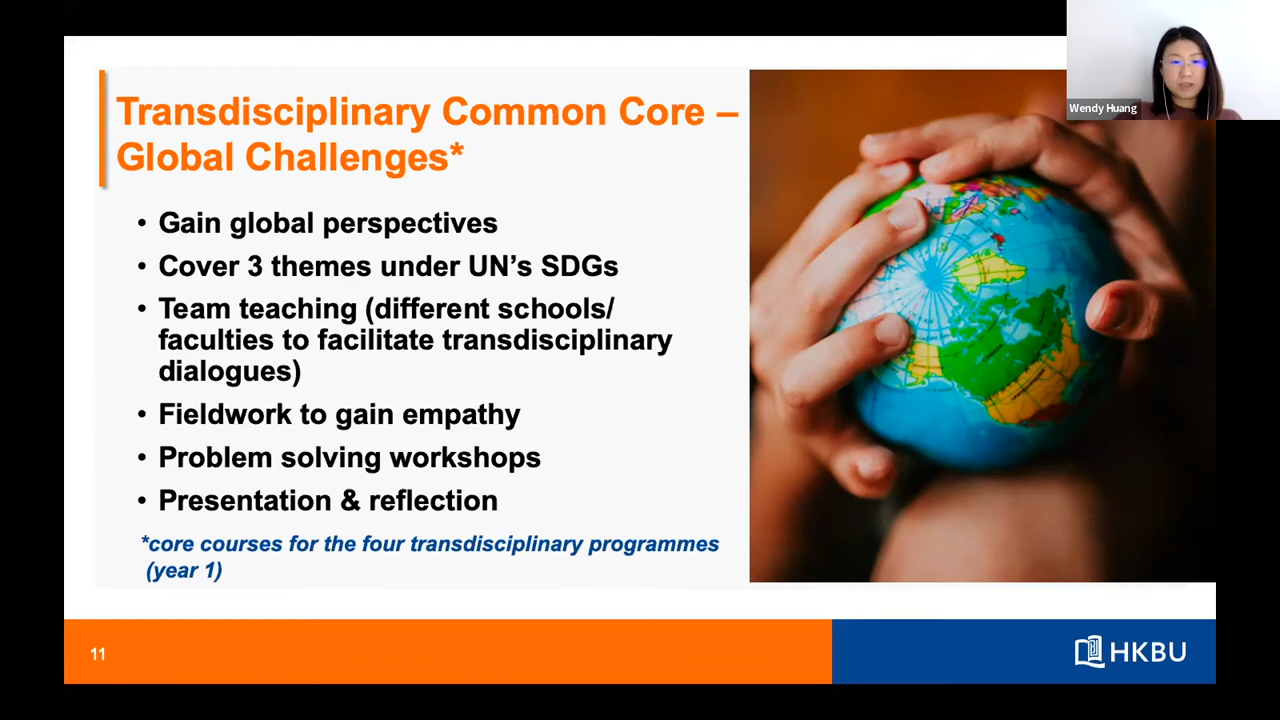 Transdisciplinary Common Core –
Global Challenges*
• Gain global perspectives
• Cover 3 themes under UN's SDGs
• Team teaching (different schools/
faculties to facilitate transdisciplinary
dialogues)
• Fieldwork to gain empathy
• Problem solving workshops
• Presentation & reflection
*core courses for the four transdisciplinary programmes
(year 1)
11
HKBU
Wendy Huang